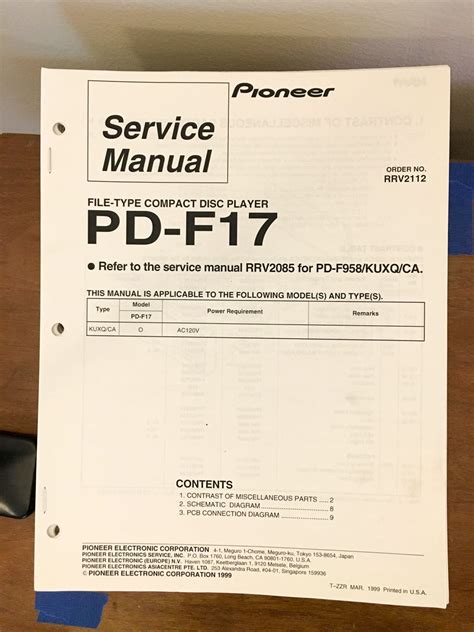 Pioneer
Service
Manual
ORDER NO.
RRV2112
FILE-TYPE COMPACT DISC PLAYER
PD-F17
● Refer to the service manual RRV2085 for PD-F958/KUXQ/CA.
THIS MANUAL IS APPLICABLE TO THE FOLLOWING MODEL(S) AND TYPE(S).
Type Model Power Requirement Remarks
PD-F17
KUXQ/CA O AC120V
CONTENTS
1. CONTRAST OF MISCELLANEOUS PARTS ..... 2
2. SCHEMATIC DIAGRAM ..... 8
3. PCB CONNECTION DIAGRAM ..... 9
PIONEER ELECTRONIC CORPORATION 4-1, Meguro 1-Chome, Meguro-ku, Tokyo 153-8654, Japan
PIONEER ELECTRONICS SERVICE, INC. P.O. Box 1760, Long Beach, CA 90801-1760, U.S.A.
PIONEER ELECTRONIC (EUROPE) N.V. Haven 1087, Keetberglaan 1, 9120 Melsele, Belgium
PIONEER ELECTRONICS ASIACENTRE PTE. LTD. 253 Alexandra Road, #04-01, Singapore 159936
© PIONEER ELECTRONIC CORPORATION 1999
T-ZZR MAR. 1999 Printed in U.S.A.